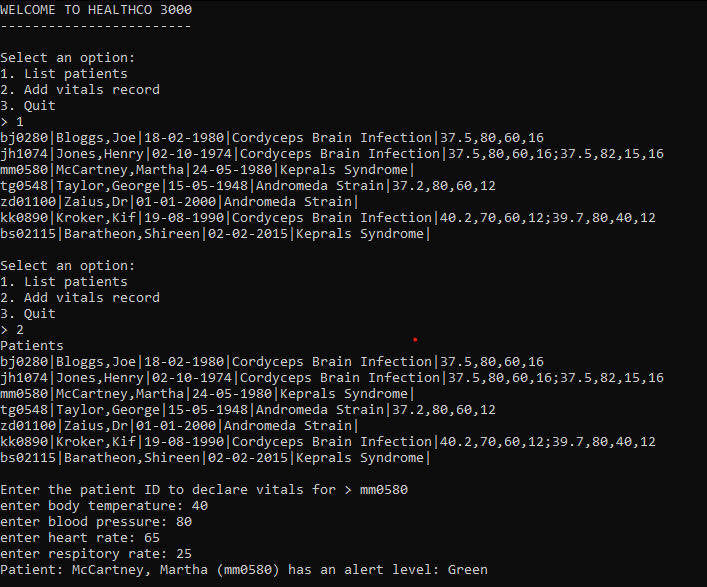 WELCOME TO HEALTHCO 3000
------------------------
Select an option:
1. List patients
2. Add vitals record
3. Quit
> 1
bj0280|Bloggs,Joe|18-02-1980|Cordyceps Brain Infection|37.5,80,60,16
jh1074|Jones,Henry|02-10-1974|Cordyceps Brain Infection|37.5,80,60,16;37.5,82,15,16
mm0580|McCartney,Martha|24-05-1980|Keprals Syndrome|
tg0548|Taylor,George|15-05-1948|Andromeda Strain|37.2,80,60,12
zd01100|Zaius,Dr|01-01-2000|Andromeda Strain|
kk0890|Kroker,Kif|19-08-1990|Cordyceps Brain Infection|40.2,70,60,12;39.7,80,40,12
bs02115|Baratheon,Shireen|02-02-2015|Keprals Syndrome|
Select an option:
1. List patients
2. Add vitals record
3. Quit
> 2
Patients
bj0280|Bloggs,Joe|18-02-1980|Cordyceps Brain Infection|37.5,80,60,16
jh1074|Jones,Henry|02-10-1974|Cordyceps Brain Infection|37.5,80,60,16;37.5,82,15,16
mm0580|McCartney,Martha|24-05-1980|Keprals Syndrome|
tg0548|Taylor,George|15-05-1948|Andromeda Strain|37.2,80,60,12
zd01100|Zaius,Dr|01-01-2000|Andromeda Strain|
kk0890|Kroker,Kif|19-08-1990|Cordyceps Brain Infection|40.2,70,60,12;39.7,80,40,12
bs02115|Baratheon,Shireen|02-02-2015|Keprals Syndrome|
Enter the patient ID to declare vitals for > mm0580
enter body temperature: 40
enter blood pressure: 80
enter heart rate: 65
enter respitory rate: 25
Patient: McCartney, Martha (mm0580) has an alert level: Green